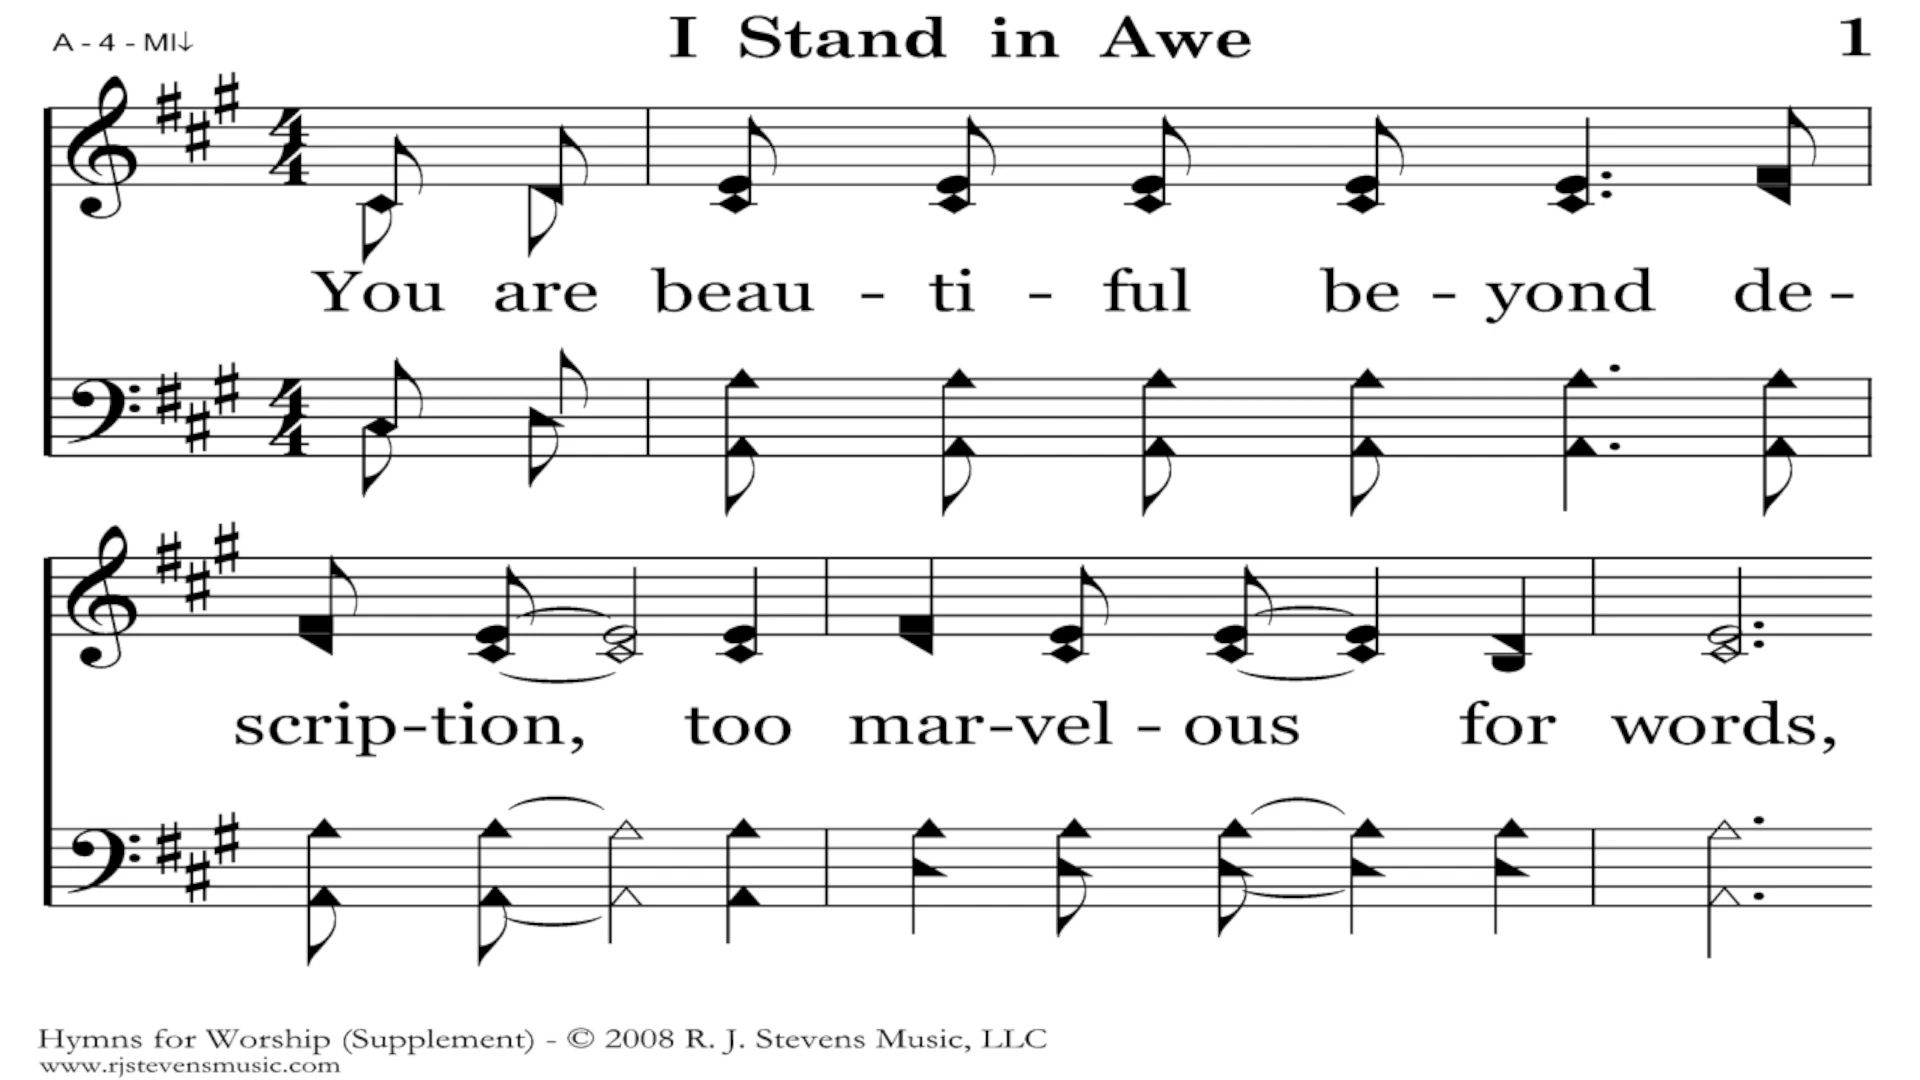 A - 4 - MI↓
I Stand in Awe
1
You are beau - ti - ful be - yond de -
scrip-tion, too mar-vel - ous for words,
Hymns for Worship (Supplement) - © 2008 R. J. Stevens Music, LLC
www.rjstevensmusic.com